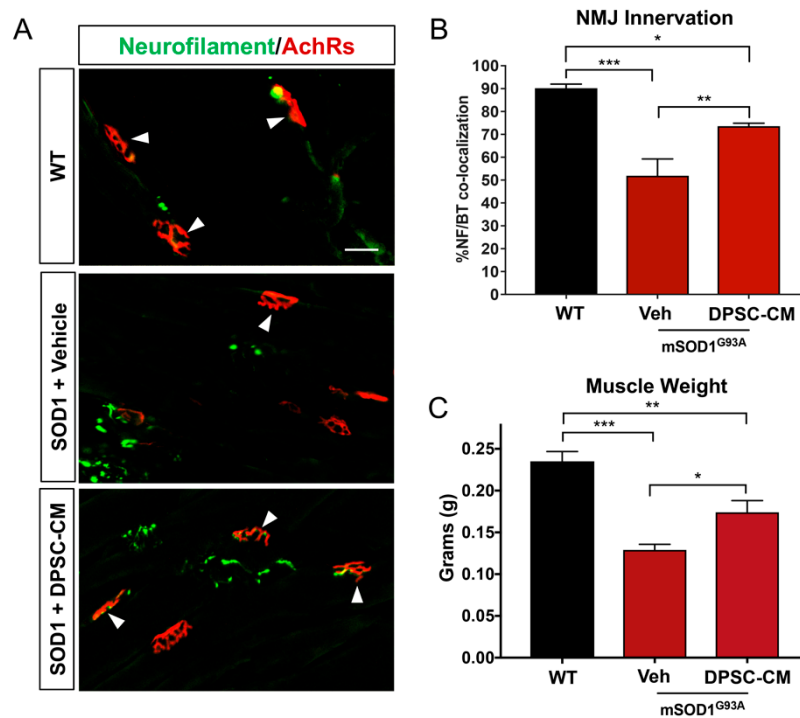 A
Neurofilament/AchRs
WT
SOD1 + Vehicle
SOD1 + DPSC-CM
B
NMJ Innervation
*
***
**
100
90
80
70
60
50
40
30
20
10
0
%NF/BT co-localization
WT
Veh
DPSC-CM
mSOD1G93A
C
Muscle Weight
**
***
*
0.25
0.20
0.15
0.10
0.05
0.00
Grams (g)
WT
Veh
DPSC-CM
mSOD1G93A